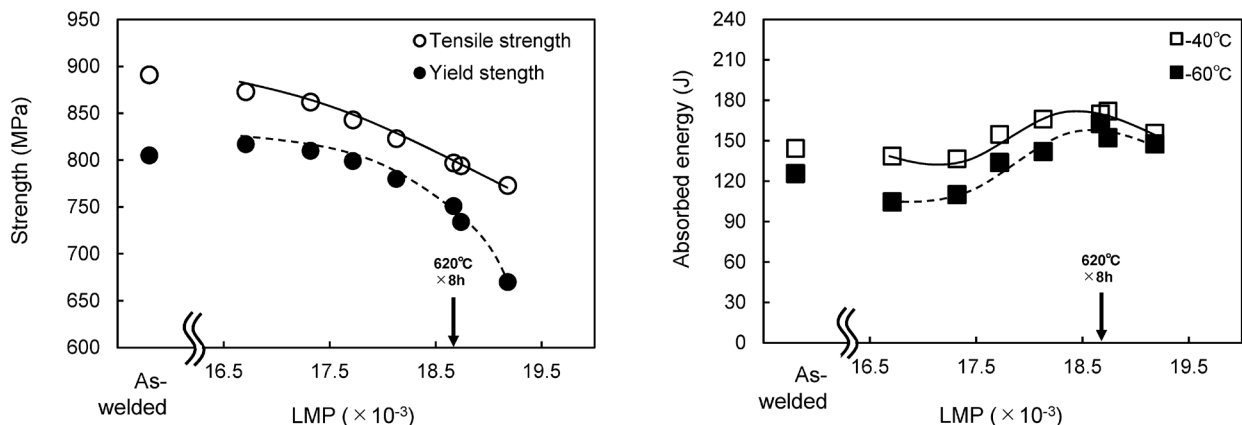 950
900
850
800
750
700
650
600
Strength (MPa)
Tensile strength
Yield stength
620℃
×8h
As-
welded
16.5
17.5
18.5
19.5
LMP (×10⁻³)
240
210
180
150
120
90
60
30
0
Absorbed energy (J)
-40℃
-60℃
620℃
×8h
As-
welded
16.5
17.5
18.5
19.5
LMP (×10⁻³)